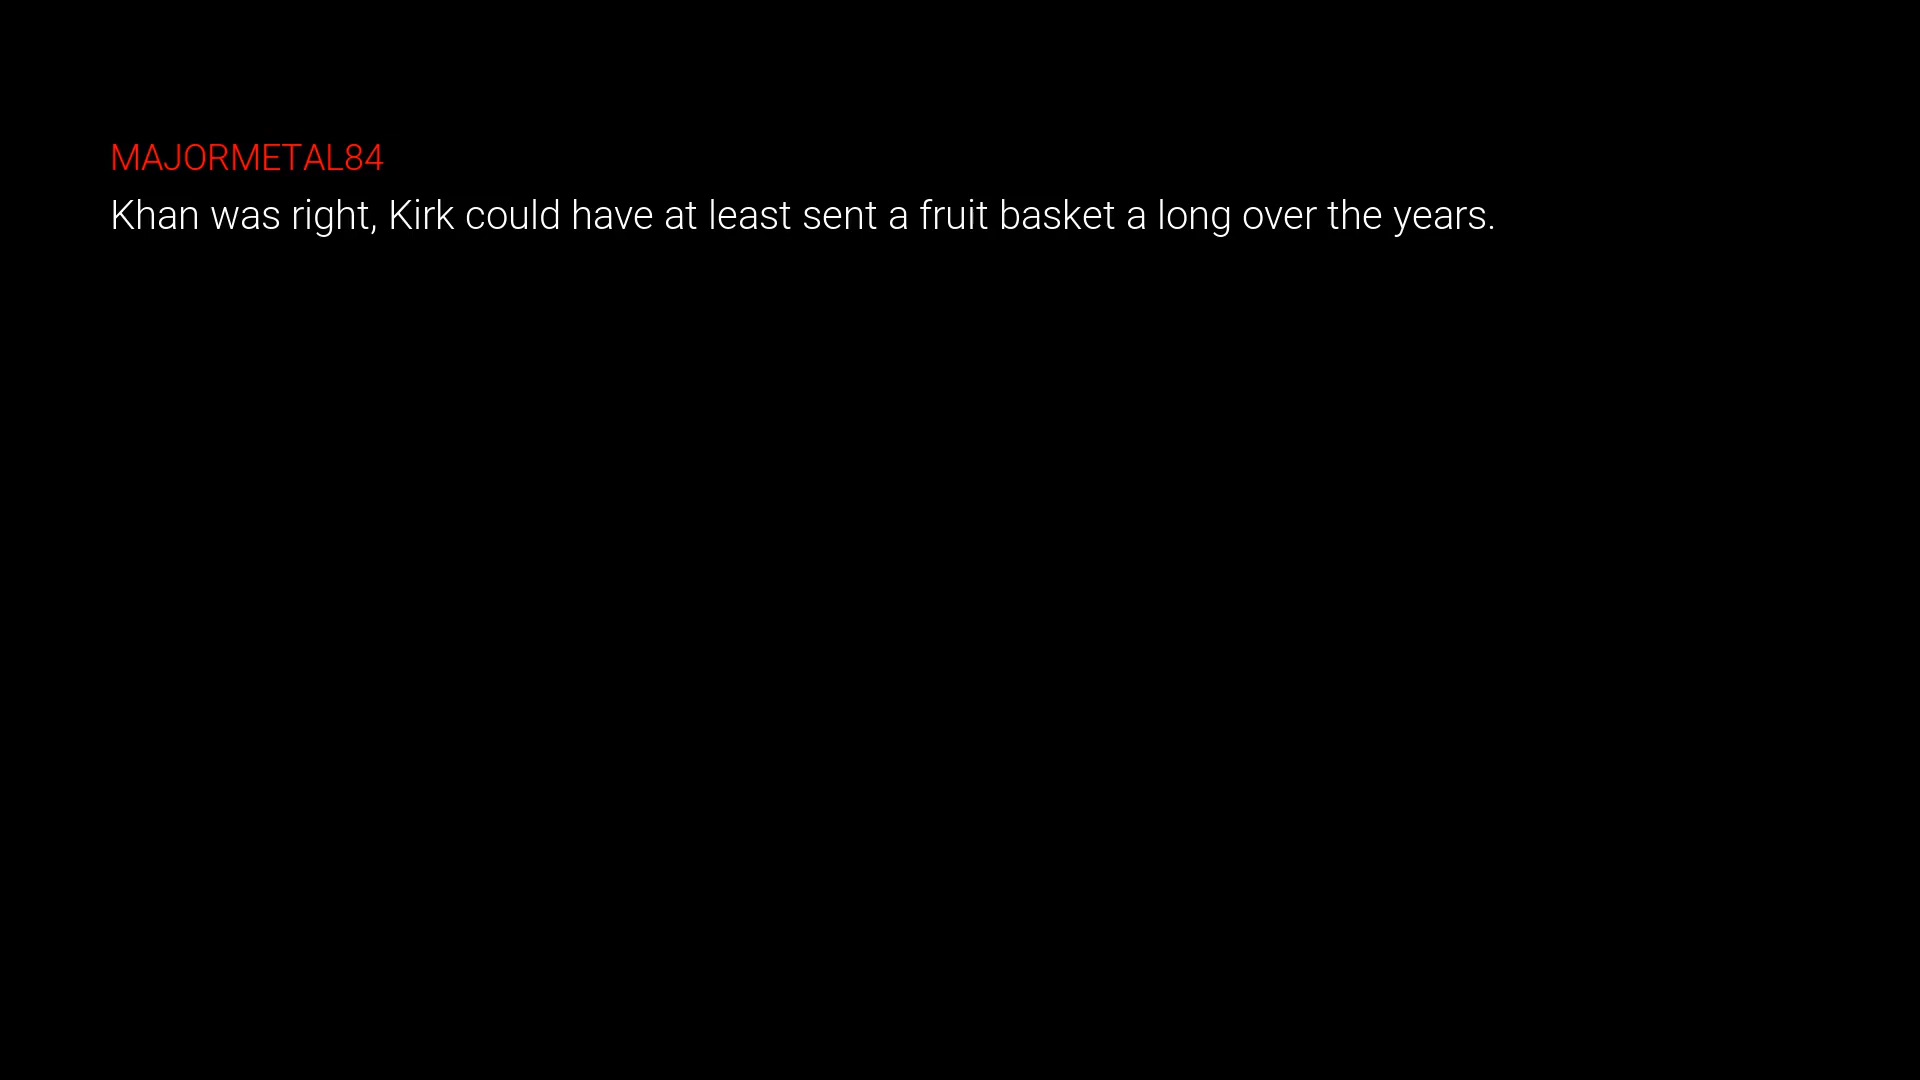 MAJORMETAL84
Khan was right, Kirk could have at least sent a fruit basket a long over the years.